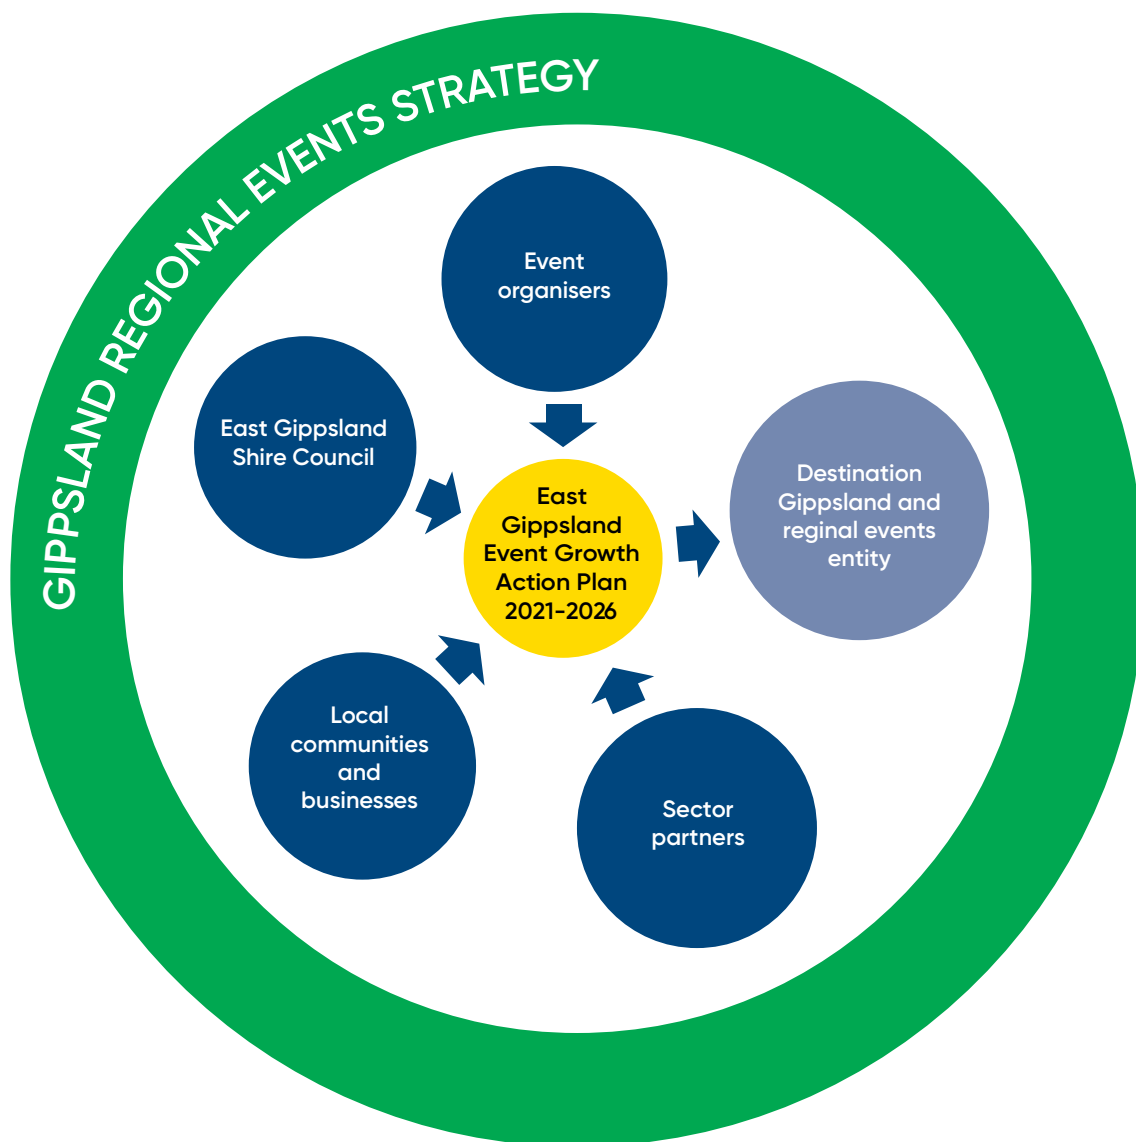 GIPPSLAND REGIONAL EVENTS STRATEGY
Event
organisers
East Gippsland
Shire Council
East
Gippsland
Event Growth
Action Plan
2021-2026
Destination
Gippsland and
reginal events
entity
Local
communities
and
businesses
Sector
partners